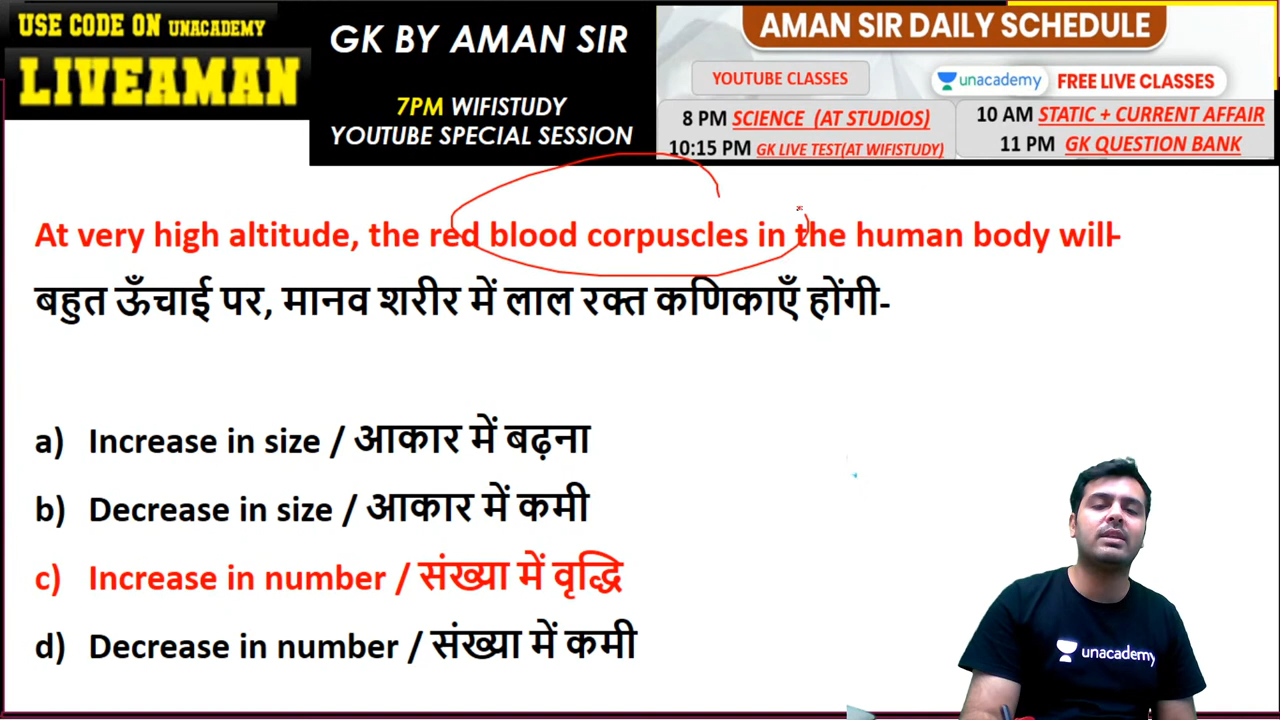 USE CODE ON UNACADEMY
LIVEAMAN
GK BY AMAN SIR
7PM WIFISTUDY
YOUTUBE SPECIAL SESSION
AMAN SIR DAILY SCHEDULE
YOUTUBE CLASSES
unacademy FREE LIVE CLASSES
8 PM SCIENCE (AT STUDIOS)
10:15 PM GK LIVE TEST(AT WIFISTUDY)
10 AM STATIC + CURRENT AFFAIR
11 PM GK QUESTION BANK
At very high altitude, the red blood corpuscles in the human body will-
बहुत ऊँचाई पर, मानव शरीर में लाल रक्त कणिकाएँ होंगी-
a) Increase in size / आकार में बढ़ना
b) Decrease in size / आकार में कमी
c) Increase in number / संख्या में वृद्धि
d) Decrease in number / संख्या में कमी
unacademy